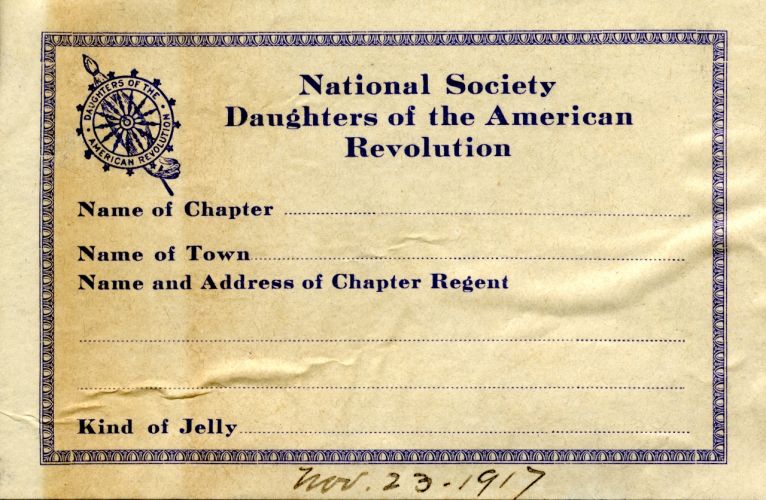 DAUGHTERS OF THE
AMERICAN REVOLUTION
National Society
Daughters of the American
Revolution
Name of Chapter
Name of Town
Name and Address of Chapter Regent
Kind of Jelly
Nov. 23 - 1917